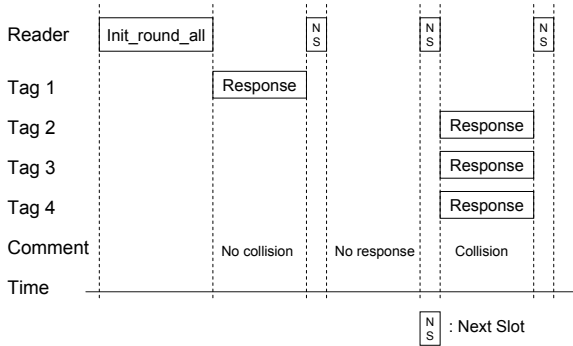 Reader Init_round_all N S N S N S
Tag 1 Response
Tag 2 Response
Tag 3 Response
Tag 4 Response
Comment No collision No response Collision
Time
N S : Next Slot